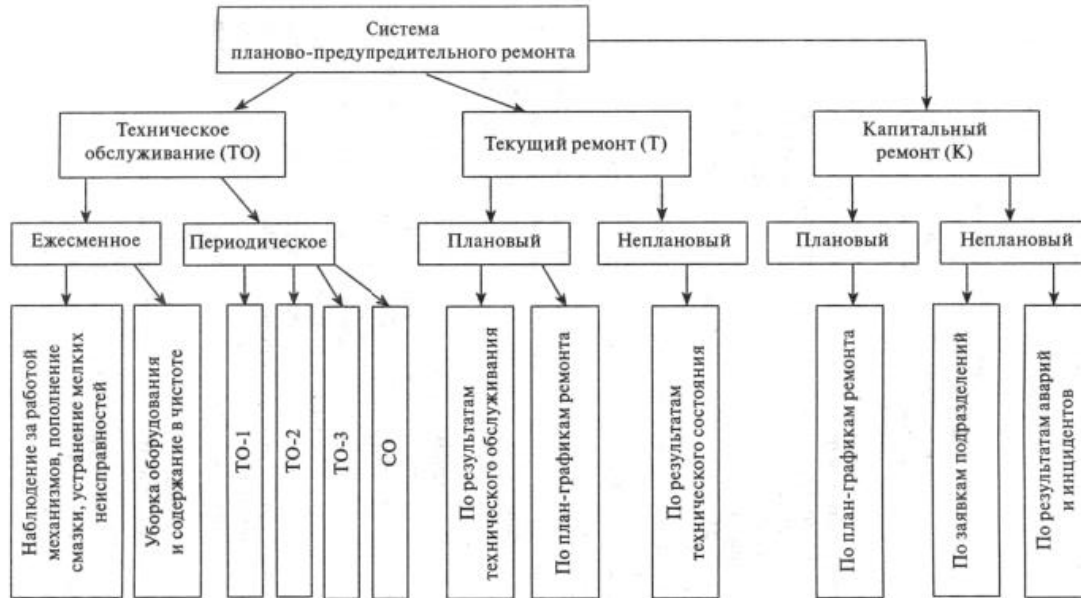 Система
планово-предупредительного ремонта
Техническое
обслуживание (ТО)
Текущий ремонт (Т)
Капитальный
ремонт (К)
Ежесменное
Периодическое
Плановый
Неплановый
Плановый
Неплановый
Наблюдение за работой
механизмов, пополнение
смазки, устранение мелких
неисправностей
Уборка оборудования
и содержание в чистоте
ТО-1
ТО-2
ТО-3
СО
По результатам
технического обслуживания
По план-графикам ремонта
По результатам
технического состояния
По план-графикам ремонта
По заявкам подразделений
По результатам аварий
и инцидентов